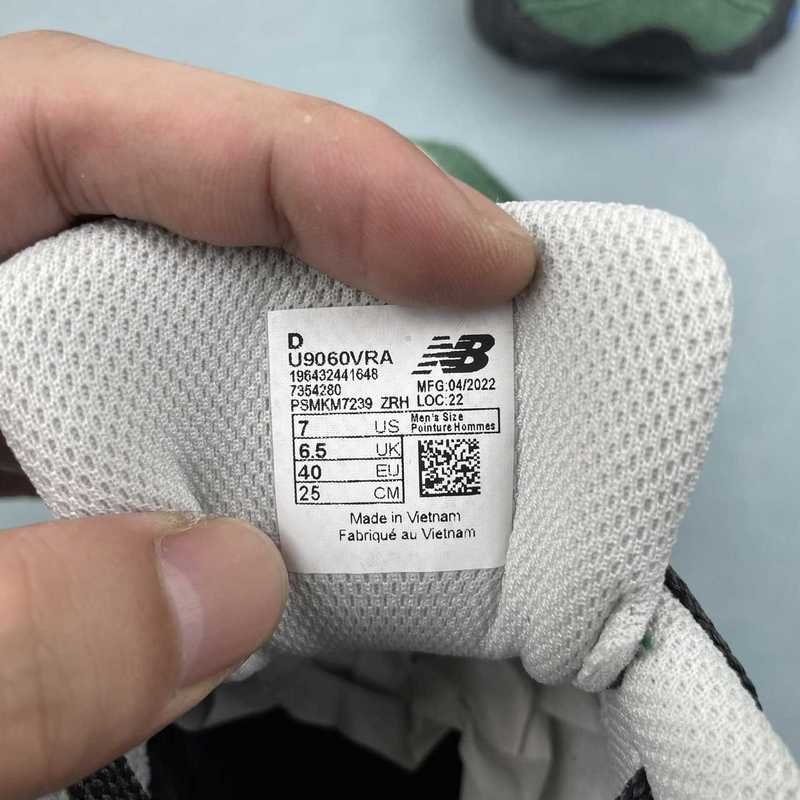 D
U9060VRA
NB
196432441648
MFG:04/2022
7354280
PSMKM7239 ZRH LOC:22
7 US Men's Size
Pointure Hommes
6.5 UK
40 EU
25 CM
Made in Vietnam
Fabriqué au Vietnam